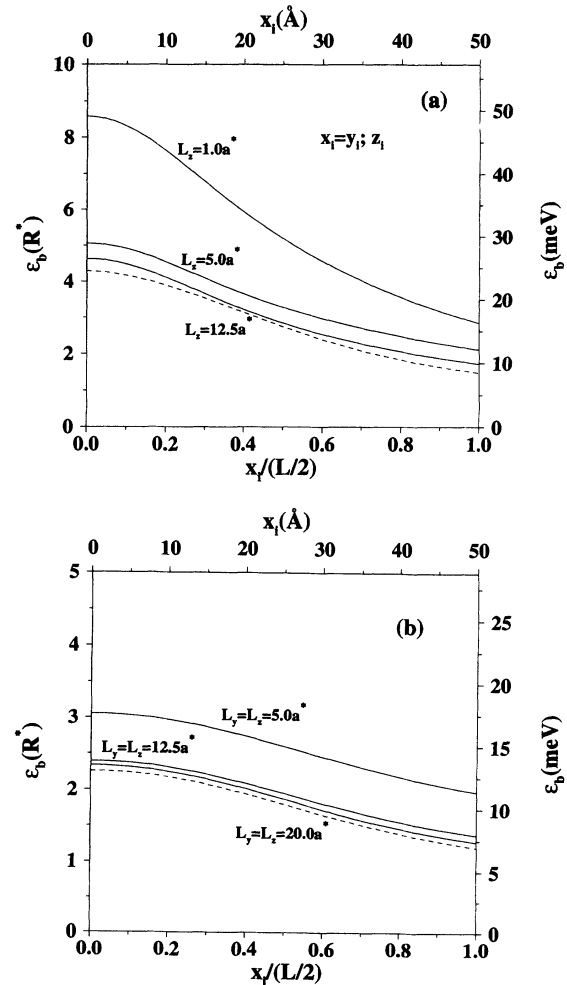 xᵢ(Å)
0 10 20 30 40 50
10
8
6
4
2
0
εb(R*)
(a)
xᵢ=yᵢ; zᵢ
Lz=1.0a*
Lz=5.0a*
Lz=12.5a*
50
40
30
20
10
0
εb(meV)
0.0 0.2 0.4 0.6 0.8 1.0
xᵢ/(L/2)
xᵢ(Å)
0 10 20 30 40 50
5
4
3
2
1
0
εb(R*)
(b)
Ly=Lz=5.0a*
Ly=Lz=12.5a*
Ly=Lz=20.0a*
25
20
15
10
5
0
εb(meV)
0.0 0.2 0.4 0.6 0.8 1.0
xᵢ/(L/2)